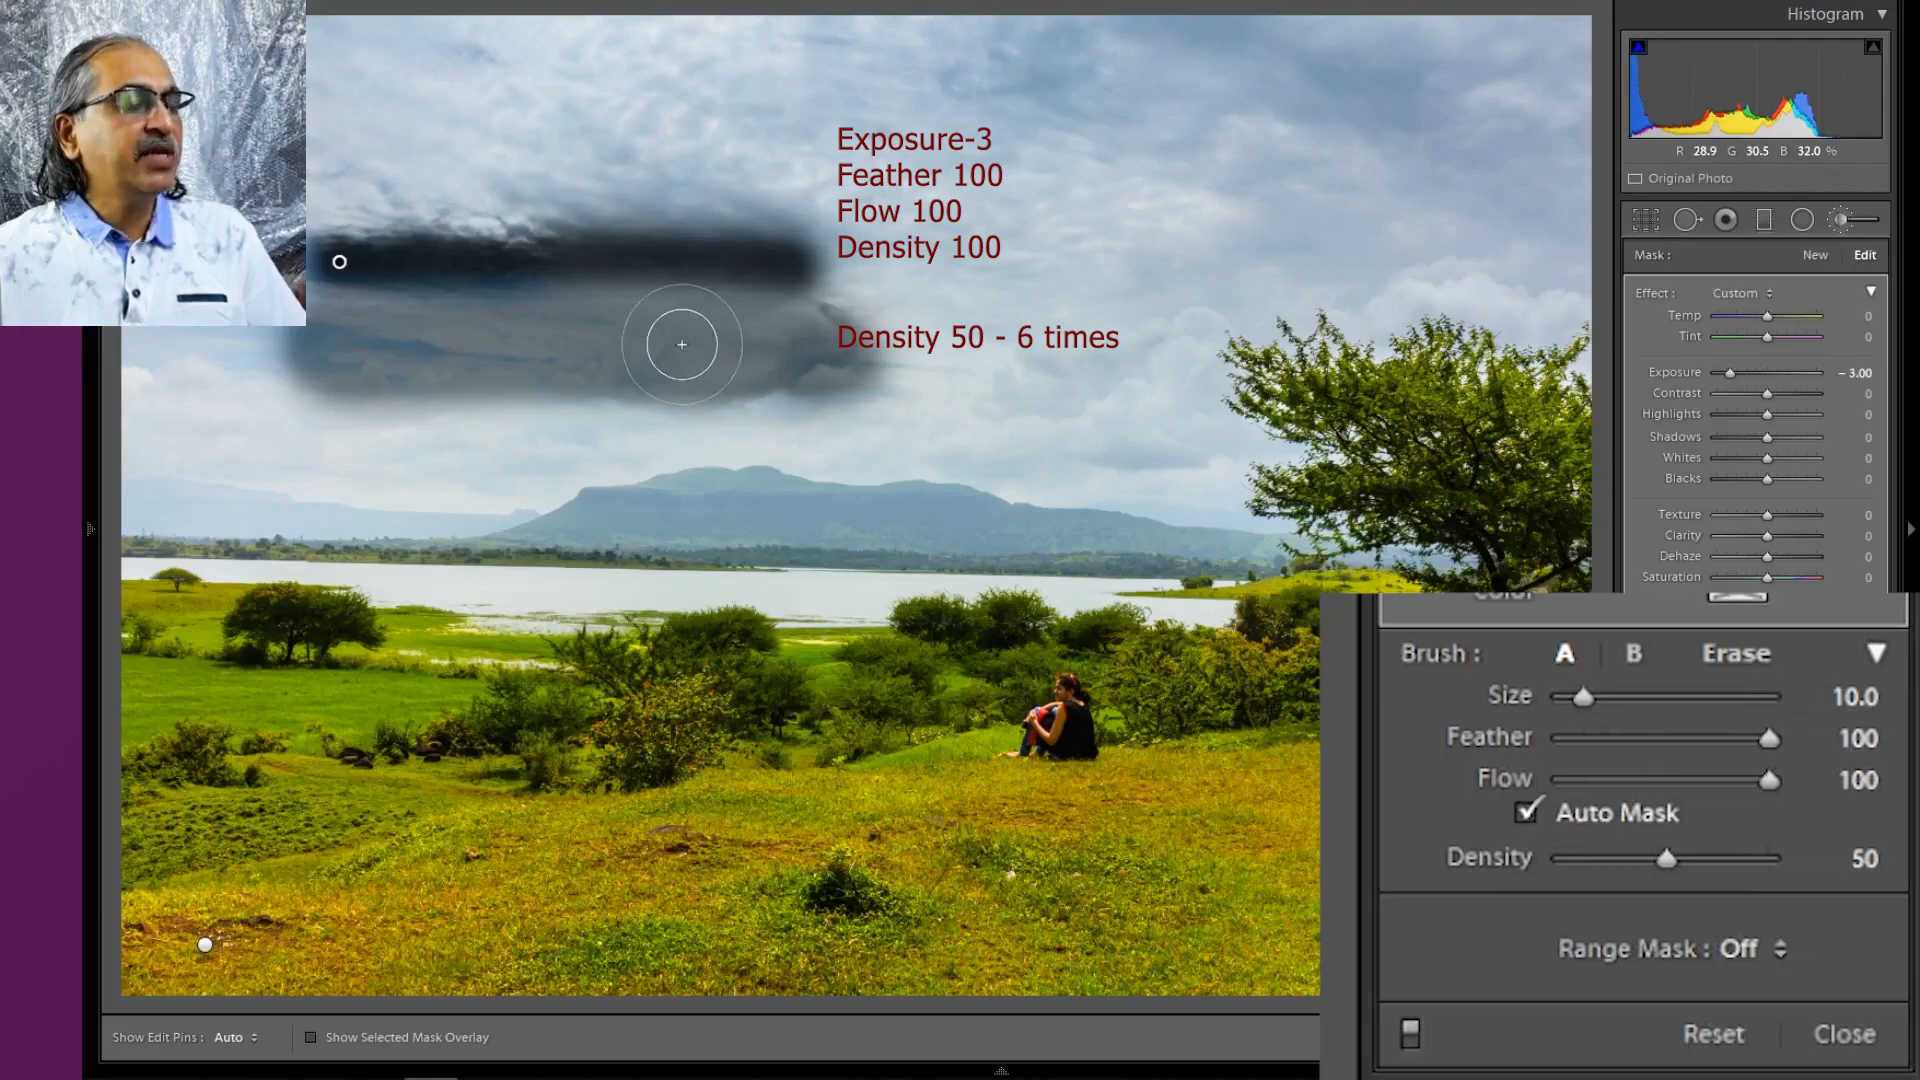 Histogram
R 28.9 G 30.5 B 32.0 %
Original Photo
Mask : New Edit
Effect : Custom
Temp 0
Tint 0
Exposure - 3.00
Contrast 0
Highlights 0
Shadows 0
Whites 0
Blacks 0
Texture 0
Clarity 0
Dehaze 0
Saturation 0
Exposure-3
Feather 100
Flow 100
Density 100
Density 50 - 6 times
Color
Brush : A B Erase
Size 10.0
Feather 100
Flow 100
Auto Mask
Density 50
Range Mask : Off
Reset Close
Show Edit Pins : Auto Show Selected Mask Overlay